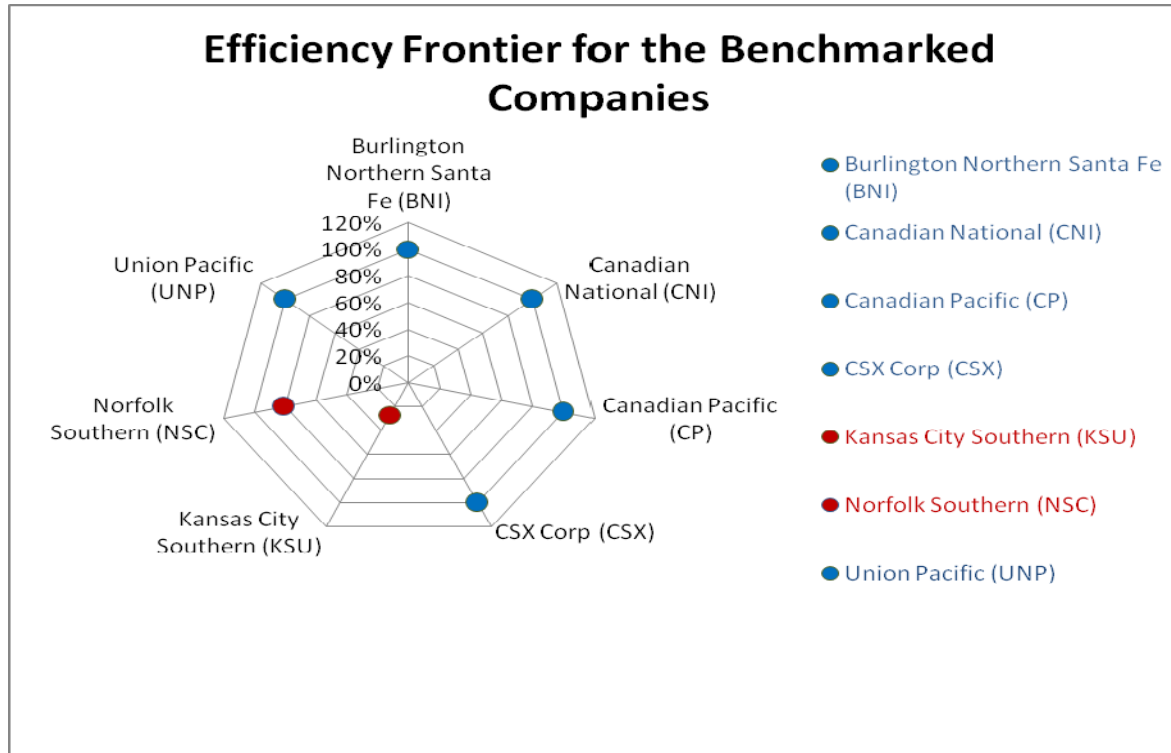 Efficiency Frontier for the Benchmarked
Companies
Burlington
Northern Santa
Fe (BNI)
120%
100%
80%
60%
40%
20%
0%
Canadian
National (CNI)
Canadian Pacific
(CP)
CSX Corp (CSX)
Kansas City
Southern (KSU)
Norfolk
Southern (NSC)
Union Pacific
(UNP)
Burlington Northern Santa Fe
(BNI)
Canadian National (CNI)
Canadian Pacific (CP)
CSX Corp (CSX)
Kansas City Southern (KSU)
Norfolk Southern (NSC)
Union Pacific (UNP)